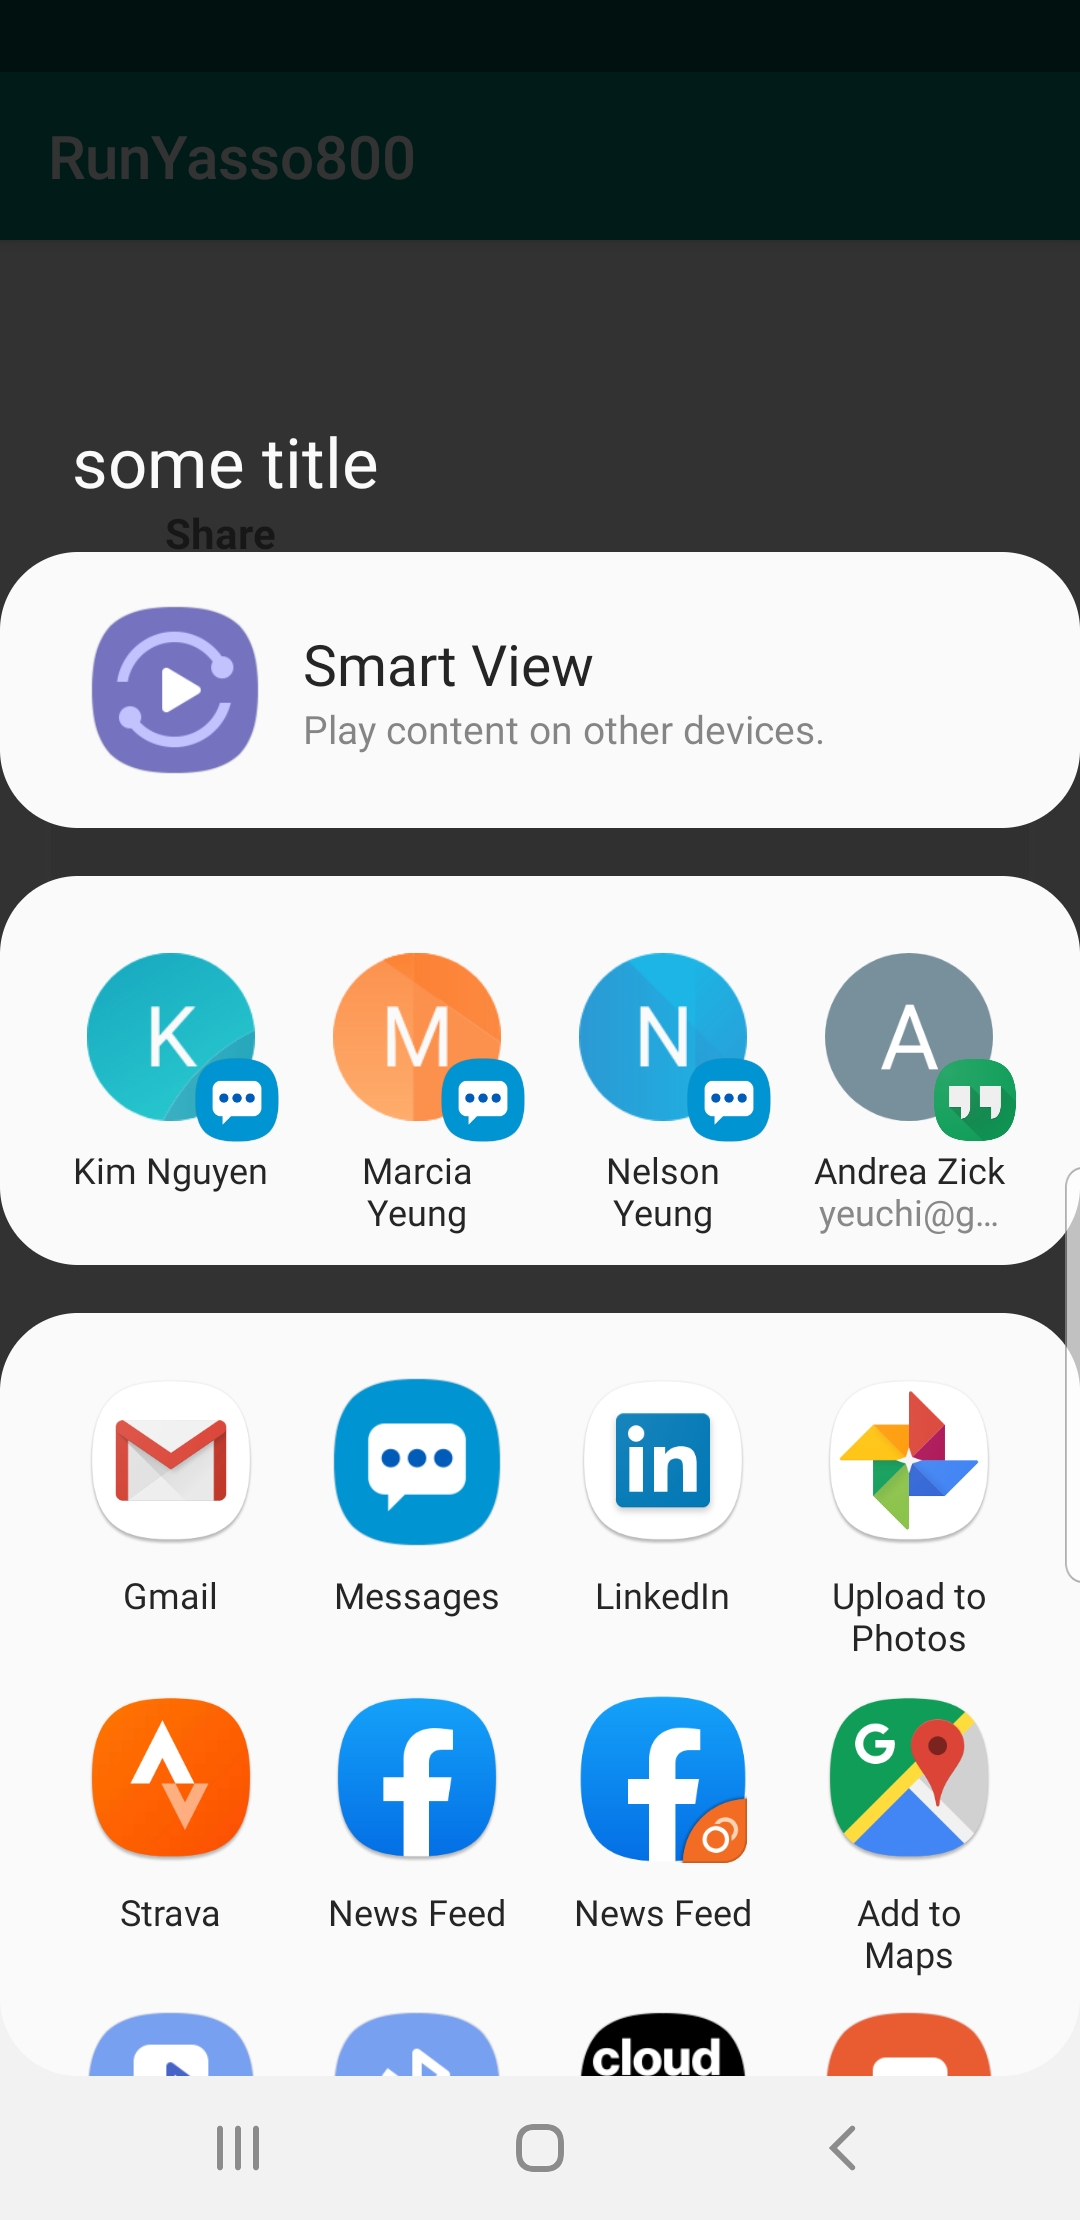 RunYasso800
some title
Share
Smart View
Play content on other devices.
K
M
N
A
Kim Nguyen
Marcia
Yeung
Nelson
Yeung
Andrea Zick
yeuchi@g...
in
G
Gmail
Messages
LinkedIn
Upload to
Photos
Strava
News Feed
News Feed
Add to
Maps
cloud